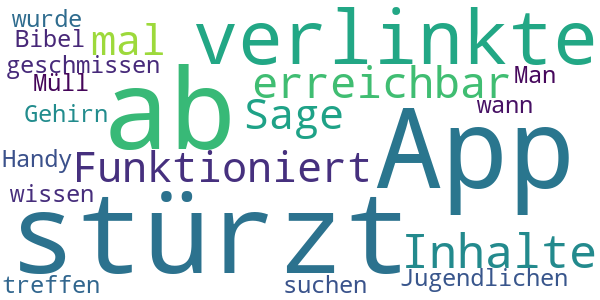 wurde
verlinkte
Bibel
mal
geschmissen
erreichbar
Man
Müll
ab
wann
Gehirn
Sage
App
Handy
Funktioniert
wissen
stürzt
Inhalte
treffen
suchen
Jugendlichen